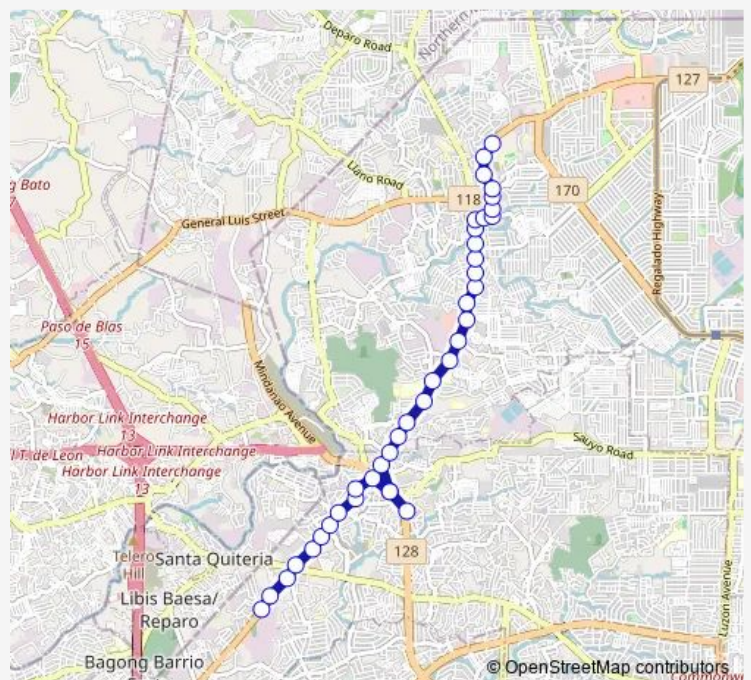 Deparo Road
Northern
127
Llano Road
g Bato
118
170
General Luis Street
Regalado Highway
Paso de Blas
15
Mindanao Avenue
Harbor Link Interchange
13
Sauyo Road
T. de Leon
Harbor Link Interchange
Harbor Link Interchange
13
128
Telero
Hill
Santa Quiteria
Libis Baesa/
Reparo
Luzon Avenue
Bagong Barrio
© OpenStreetMap contributors